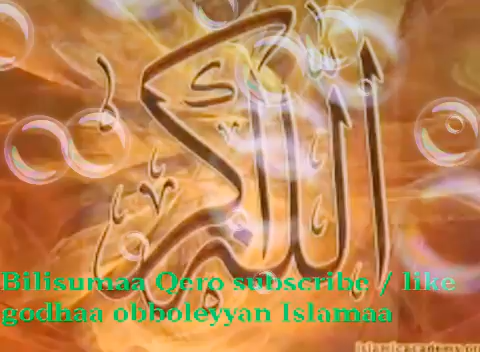 الله أكبر
Bilisumaa Qero subscribe / like
godhaa obboleyyan Islamaa